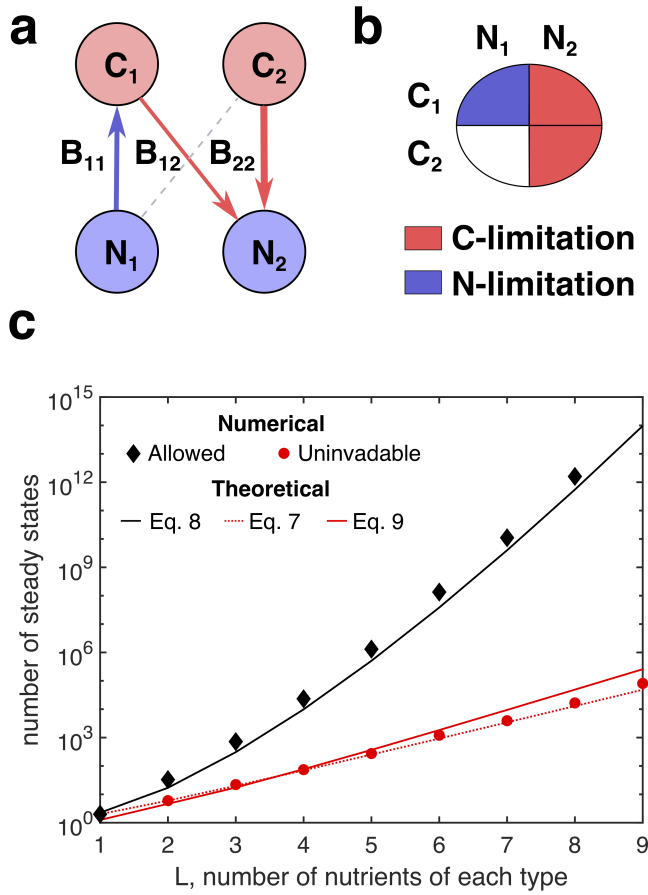 a
C1 C2
B11 B12 B22
N1 N2
b
N1 N2
C1
C2
C-limitation
N-limitation
c
number of steady states
10^15
10^12
10^9
10^6
10^3
10^0
Numerical
Allowed Uninvadable
Theoretical
Eq. 8 Eq. 7 Eq. 9
1 2 3 4 5 6 7 8 9
L, number of nutrients of each type